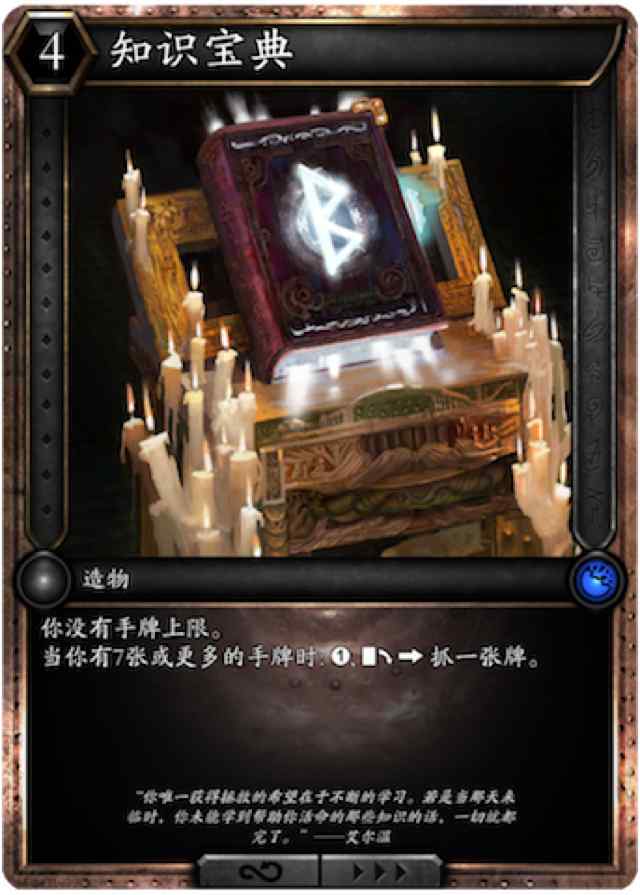 4
知识宝典
造物
你没有手牌上限。
当你有7张或更多的手牌时: ❶, ➡ 抓一张牌。
“你唯一获得拯救的希望在于不断的学习。若是当那天来
临时，你未能学到帮助你活命的那些知识的话，一切就都
完了。” ——艾尔温